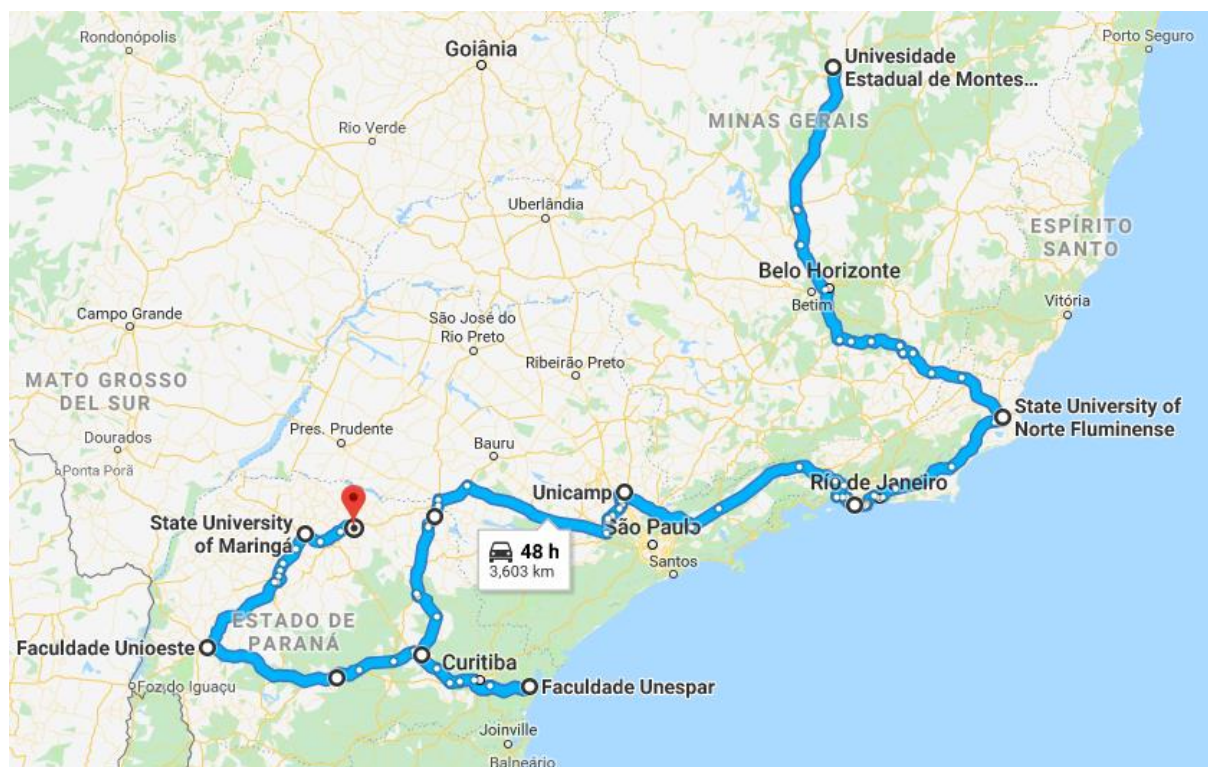 Rondonópolis
Goiânia
Porto Seguro
Univesidade
Estadual de Montes...
Rio Verde
MINAS GERAIS
Uberlândia
ESPÍRITO
SANTO
Belo Horizonte
Betim
Vitória
Campo Grande
São José do
Rio Preto
Ribeirão Preto
MATO GROSSO
DEL SUR
State University of
Norte Fluminense
Dourados
Pres. Prudente
Bauru
Ponta Porã
Unicamp
Río de Janeiro
State University
of Maringá
São Paulo
48 h
3,603 km
Santos
ESTADO DE
PARANÁ
Faculdade Unioeste
Curitiba
Foz do Iguaçu
Faculdade Unespar
Joinville
Balneário